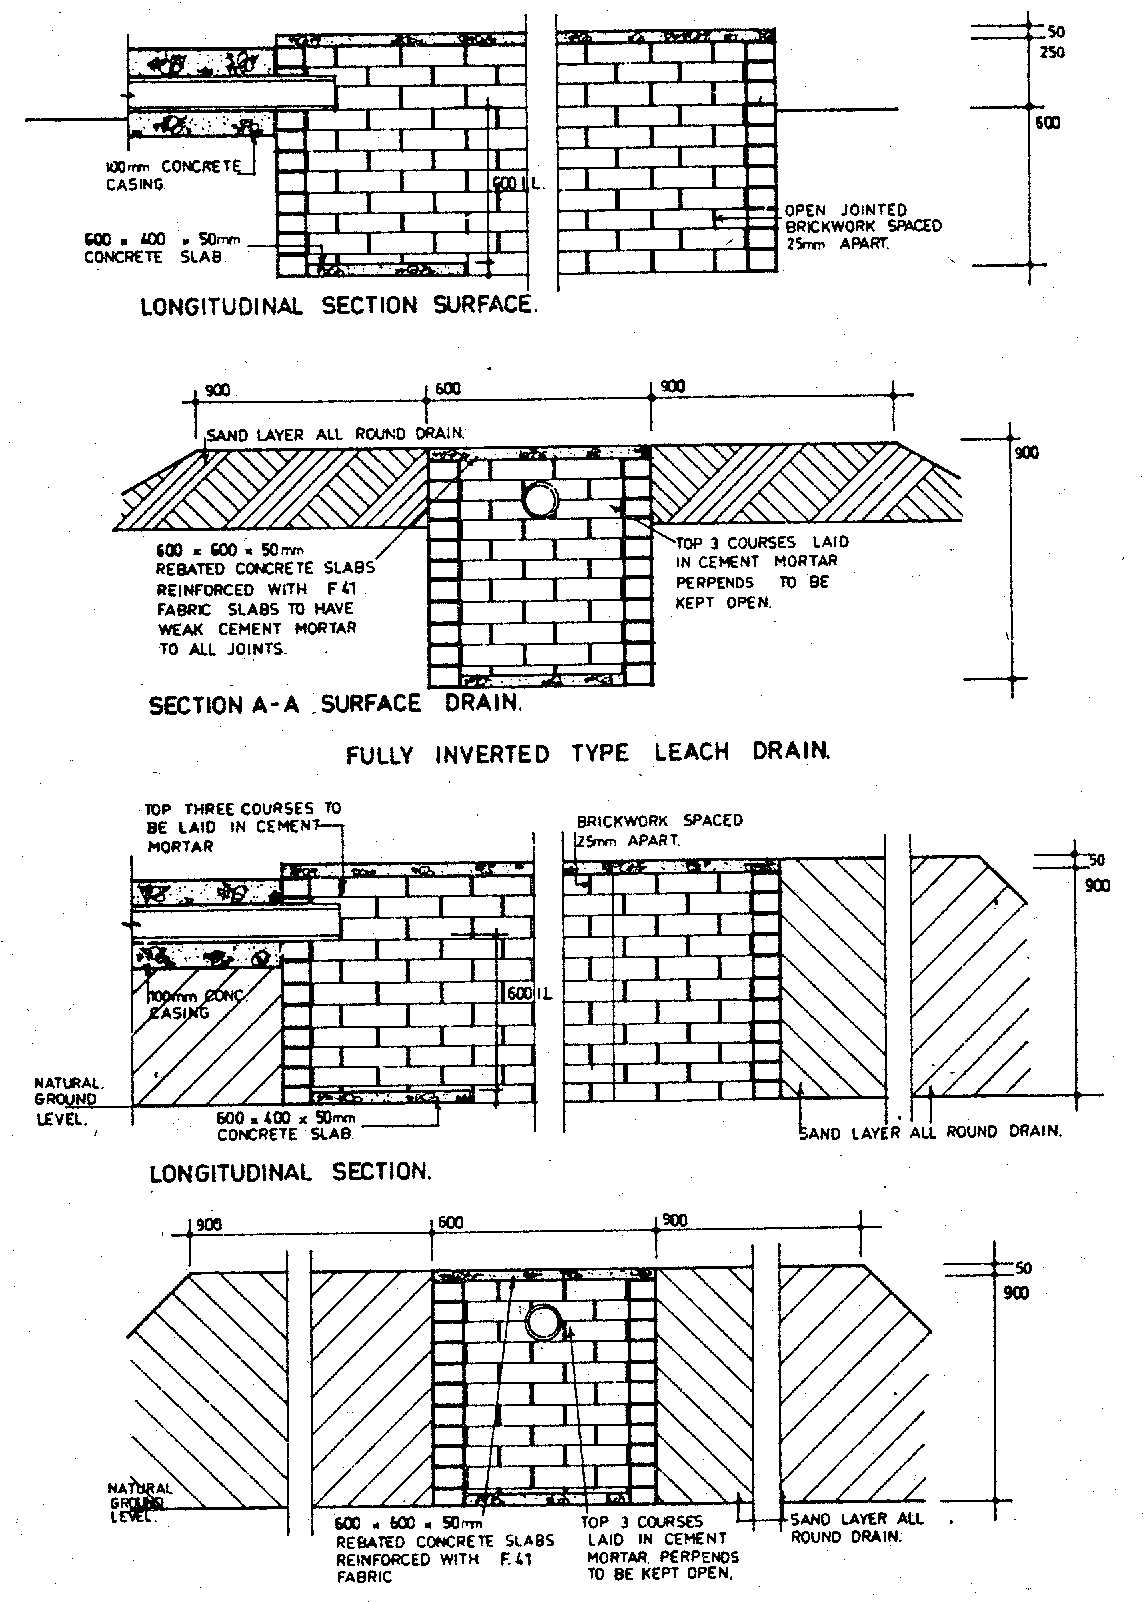 50
250
600
100mm CONCRETE
CASING.
600 I.L.
OPEN JOINTED
BRICKWORK SPACED
25mm APART.
600 x 400 x 50mm
CONCRETE SLAB.
LONGITUDINAL SECTION SURFACE.
900 600 900
SAND LAYER ALL ROUND DRAIN.
900
600 x 600 x 50mm
REBATED CONCRETE SLABS
REINFORCED WITH F41
FABRIC SLABS TO HAVE
WEAK CEMENT MORTAR
TO ALL JOINTS.
TOP 3 COURSES LAID
IN CEMENT MORTAR
PERPENDS TO BE
KEPT OPEN.
SECTION A-A SURFACE DRAIN.
FULLY INVERTED TYPE LEACH DRAIN.
TOP THREE COURSES TO
BE LAID IN CEMENT
MORTAR
BRICKWORK SPACED
25mm APART.
50
900
100mm CONC.
CASING
600 I.L
NATURAL.
GROUND
LEVEL.
600 x 400 x 50mm
CONCRETE SLAB
SAND LAYER ALL ROUND DRAIN.
LONGITUDINAL SECTION.
900 600 900
50
900
NATURAL
GROUND
LEVEL.
600 x 600 x 50mm
REBATED CONCRETE SLABS
REINFORCED WITH F.41
FABRIC
TOP 3 COURSES
LAID IN CEMENT
MORTAR. PERPENDS
TO BE KEPT OPEN.
SAND LAYER ALL
ROUND DRAIN.